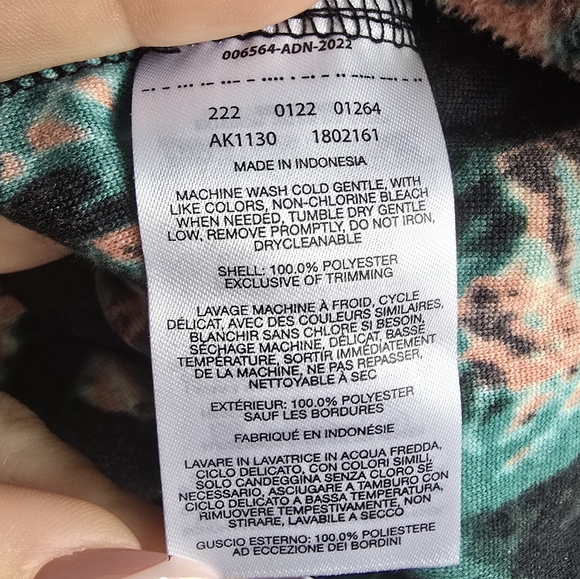 006564-ADN-2022
222 0122 01264
AK1130 1802161
MADE IN INDONESIA
MACHINE WASH COLD GENTLE, WITH
LIKE COLORS, NON-CHLORINE BLEACH
WHEN NEEDED, TUMBLE DRY GENTLE
LOW, REMOVE PROMPTLY, DO NOT IRON,
DRYCLEANABLE
SHELL: 100.0% POLYESTER
EXCLUSIVE OF TRIMMING
LAVAGE MACHINE À FROID, CYCLE
DÉLICAT, AVEC DES COULEURS SIMILAIRES,
BLANCHIR SANS CHLORE SI BESOIN,
SÉCHAGE MACHINE, DÉLICAT, BASSE
TEMPÉRATURE, SORTIR IMMÉDIATEMENT
DE LA MACHINE, NE PAS REPASSER,
NETTOYABLE À SEC
EXTÉRIEUR: 100.0% POLYESTER
SAUF LES BORDURES
FABRIQUÉ EN INDONÉSIE
LAVARE IN LAVATRICE IN ACQUA FREDDA,
CICLO DELICATO, CON COLORI SIMILI,
SOLO CANDEGGINA SENZA CLORO SE
NECESSARIO, ASCIUGARE A TAMBURO CON
CICLO DELICATO A BASSA TEMPERATURA,
RIMUOVERE TEMPESTIVAMENTE, NON
STIRARE, LAVABILE A SECCO
GUSCIO ESTERNO: 100.0% POLIESTERE
AD ECCEZIONE DEI BORDINI